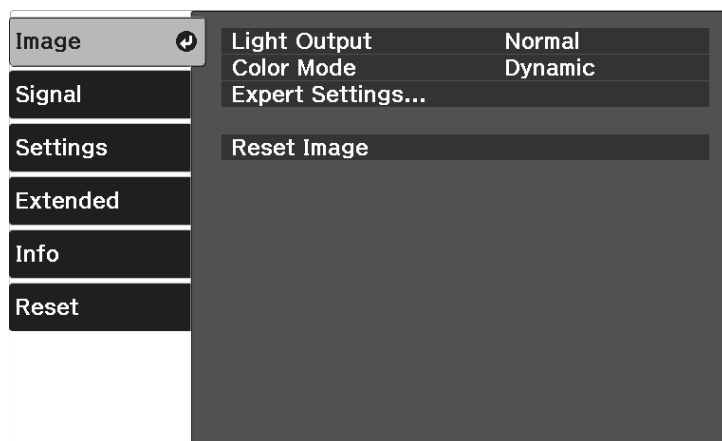 Image
Signal
Settings
Extended
Info
Reset
Light Output Normal
Color Mode Dynamic
Expert Settings...
Reset Image